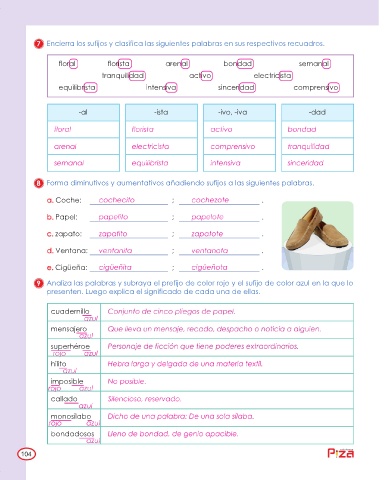 7 Encierra los sufijos y clasifica las siguientes palabras en sus respectivos recuadros.
floral florista arenal bondad semanal
tranquilidad activo electricista
equilibrista intensiva sinceridad comprensivo
-al -ista -ivo, -iva -dad
floral florista activo bondad
arenal electricista comprensivo tranquilidad
semanal equilibrista intensiva sinceridad
8 Forma diminutivos y aumentativos añadiendo sufijos a las siguientes palabras.
a. Coche: cochecito ; cochezote .
b. Papel: papelito ; papelote .
c. zapato: zapatito ; zapatote .
d. Ventana: ventanita ; ventanota .
e. Cigüeña: cigüeñita ; cigüeñota .
9 Analiza las palabras y subraya el prefijo de color rojo y el sufijo de color azul en la que lo
presenten. Luego explica el significado de cada una de ellas.
cuadernillo Conjunto de cinco pliegos de papel.
azul
mensajero Que lleva un mensaje, recado, despacho o noticia a alguien.
azul
superhéroe Personaje de ficción que tiene poderes extraordinarios.
rojo azul
hilito Hebra larga y delgada de una materia textil.
azul
imposible No posible.
rojo azul
callado Silencioso, reservado.
azul
monosílabo Dicho de una palabra: De una sola sílaba.
rojo azul
bondadosos Lleno de bondad, de genio apacible.
azul
104